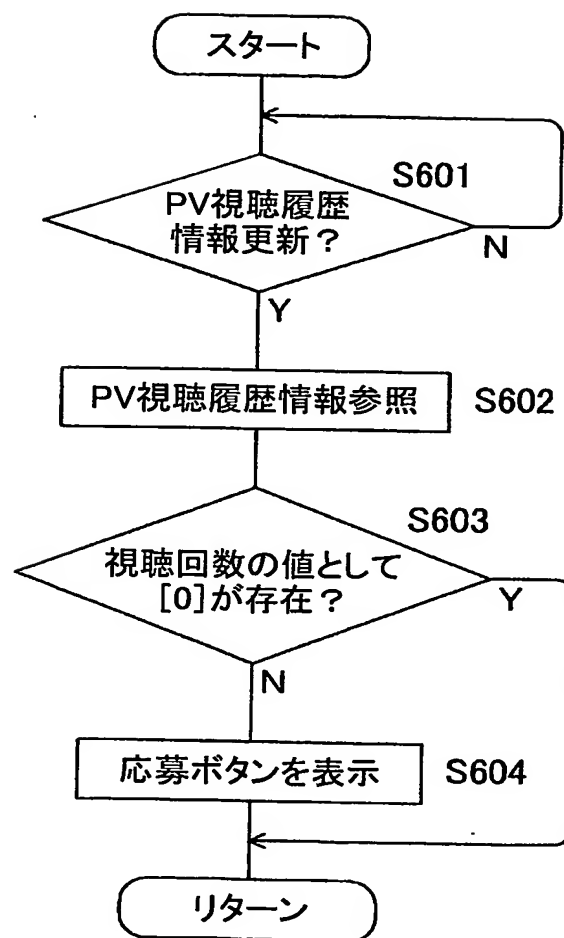 スタート
S601
PV視聴履歴
情報更新?
N
Y
PV視聴履歴情報参照 S602
S603
視聴回数の値として
[0]が存在?
Y
N
応募ボタンを表示 S604
リターン